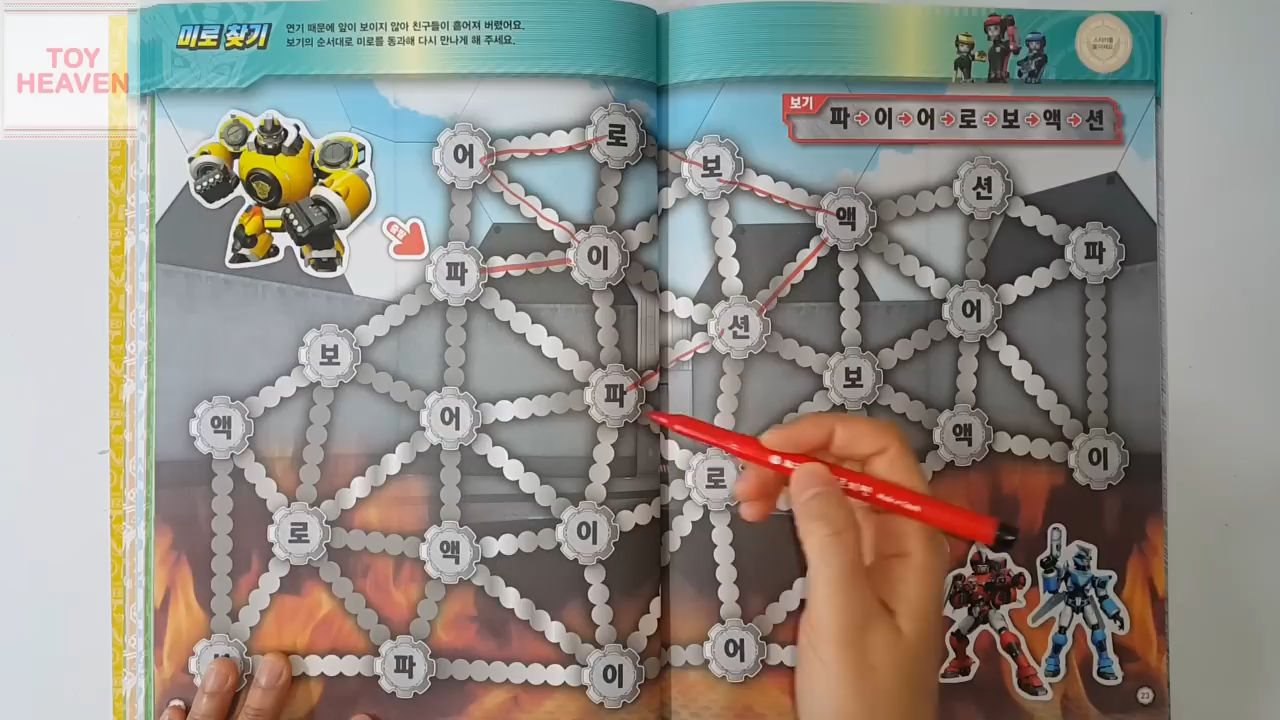 TOY
HEAVEN
미로 찾기
연기 때문에 앞이 보이지 않아 친구들이 흩어져 버렸어요.
보기의 순서대로 미로를 통과해 다시 만나게 해 주세요.
보기
파 이 어 로 보 액 션
출발
어
로
보
액
션
파
이
파
션
어
보
파
보
액
어
로
액
이
로
액
이
파
이
어
23